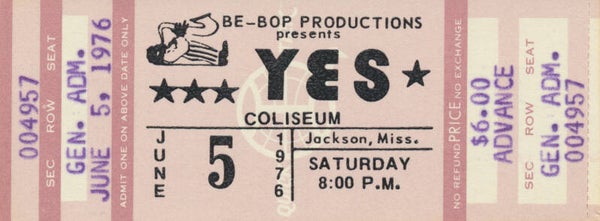 004957
SEC ROW SEAT
GEN. ADM.
JUNE 5, 1976
ADMIT ONE ON ABOVE DATE ONLY
BE-BOP PRODUCTIONS
presents
YES
COLISEUM
JUNE
5
1976
Jackson, Miss.
SATURDAY
8:00 P.M.
NO REFUND PRICE NO EXCHANGE
$6.00
ADVANCE
GEN. ADM.
004957
SEC ROW SEAT